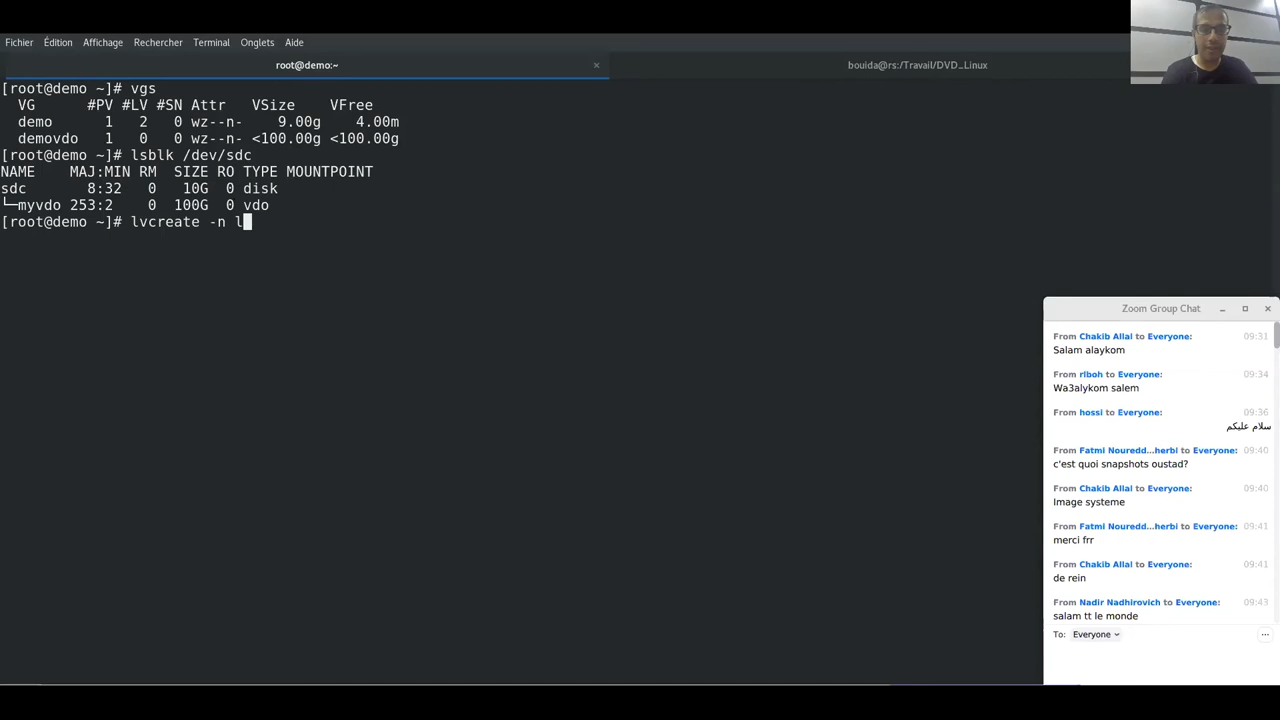 Fichier Édition Affichage Rechercher Terminal Onglets Aide
root@demo:~ ×
bouida@rs:/Travail/DVD_Linux
[root@demo ~]# vgs
VG #PV #LV #SN Attr VSize VFree
demo 1 2 0 wz--n- 9.00g 4.00m
demovdo 1 0 0 wz--n- <100.00g <100.00g
[root@demo ~]# lsblk /dev/sdc
NAME MAJ:MIN RM SIZE RO TYPE MOUNTPOINT
sdc 8:32 0 10G 0 disk
└─myvdo 253:2 0 100G 0 vdo
[root@demo ~]# lvcreate -n l
Zoom Group Chat
From Chakib Allal to Everyone: 09:31
Salam alaykom
From rlboh to Everyone: 09:34
Wa3alykom salem
From hossi to Everyone: 09:36
سلام عليكم
From Fatmi Nouredd...herbi to Everyone: 09:40
c'est quoi snapshots oustad?
From Chakib Allal to Everyone: 09:40
Image systeme
From Fatmi Nouredd...herbi to Everyone: 09:41
merci frr
From Chakib Allal to Everyone: 09:41
de rein
From Nadir Nadhirovich to Everyone: 09:43
salam tt le monde
To: Everyone